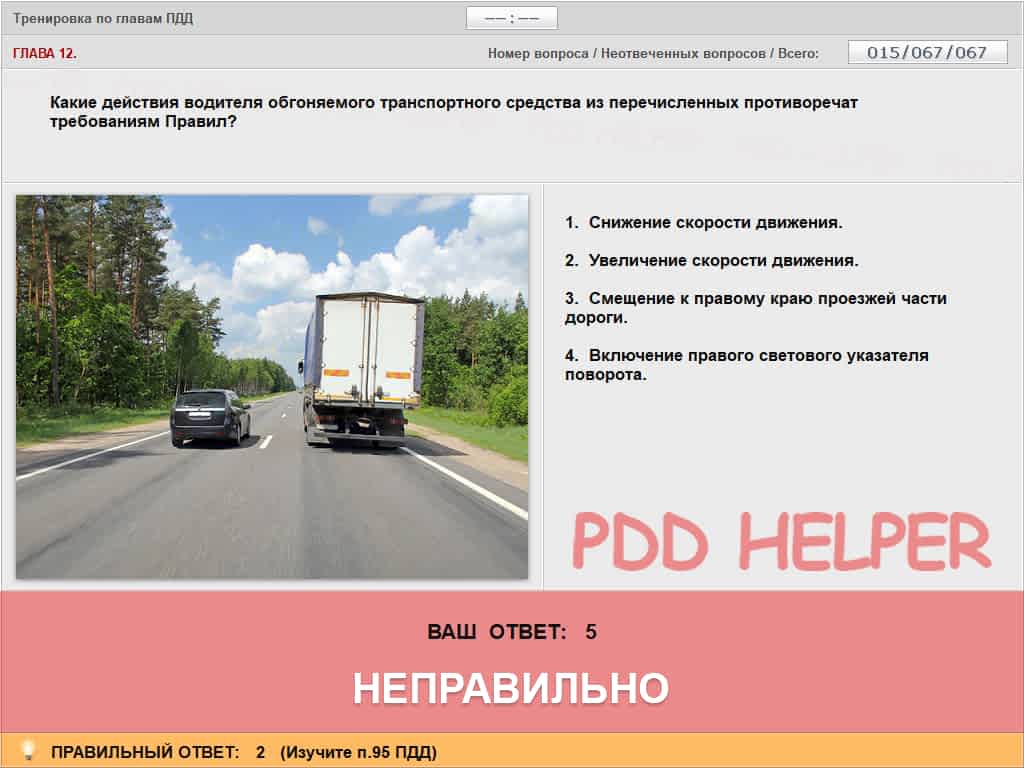 Тренировка по главам ПДД
—— : ——
ГЛАВА 12.
Номер вопроса / Неотвеченных вопросов / Всего:
015/067/067
Какие действия водителя обгоняемого транспортного средства из перечисленных противоречат
требованиям Правил?
1. Снижение скорости движения.
2. Увеличение скорости движения.
3. Смещение к правому краю проезжей части
дороги.
4. Включение правого светового указателя
поворота.
PDD HELPER
ВАШ ОТВЕТ: 5
НЕПРАВИЛЬНО
ПРАВИЛЬНЫЙ ОТВЕТ: 2 (Изучите п.95 ПДД)